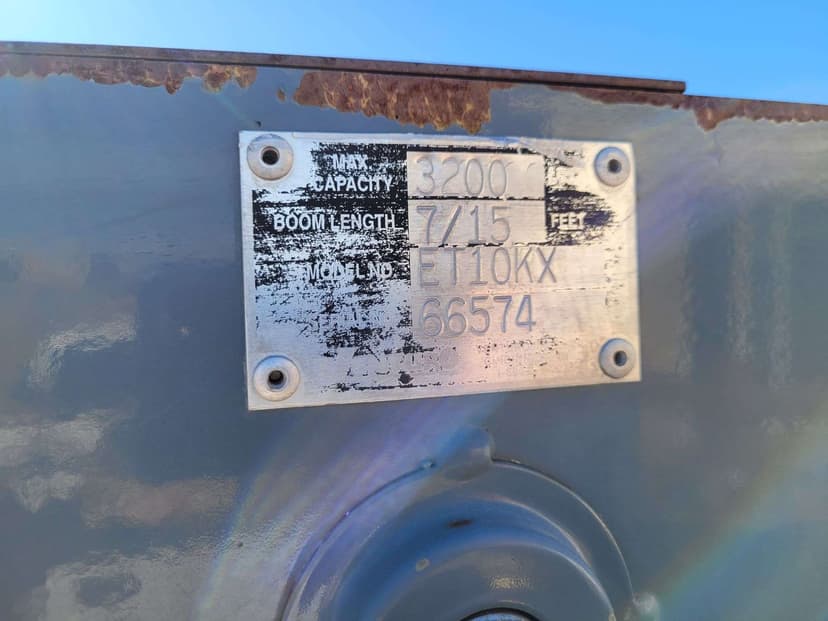 MAX.
CAPACITY 3200
BOOM LENGTH 7/15 FEET
MODEL NO. ET10KX
66574